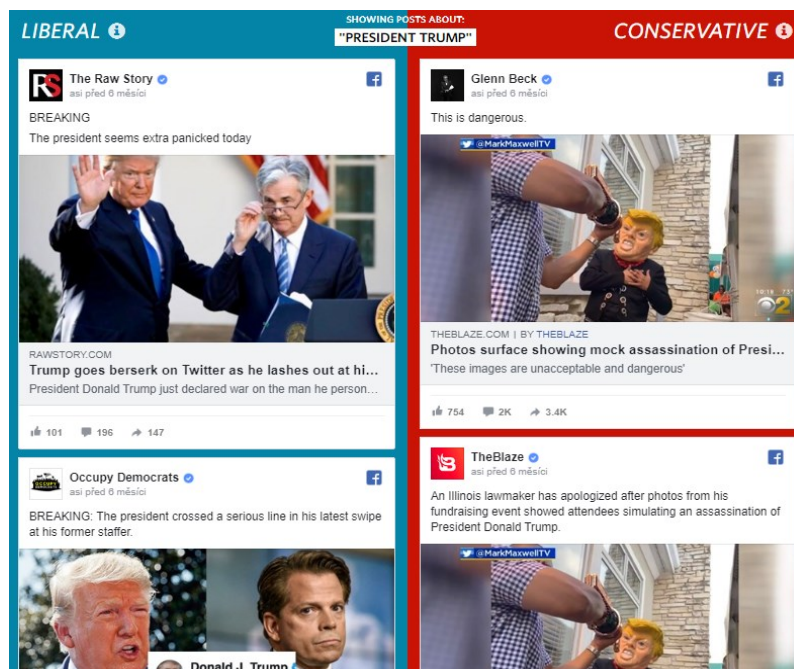 LIBERAL
SHOWING POSTS ABOUT:
"PRESIDENT TRUMP"
CONSERVATIVE
RS
The Raw Story
asi před 6 měsíci
BREAKING
The president seems extra panicked today
RAWSTORY.COM
Trump goes berserk on Twitter as he lashes out at hi...
President Donald Trump just declared war on the man he person...
101 196 147
Occupy Democrats
asi před 6 měsíci
BREAKING: The president crossed a serious line in his latest swipe
at his former staffer.
Donald J. Trump
Glenn Beck
asi před 6 měsíci
This is dangerous.
@MarkMaxwellTV
2
THEBLAZE.COM | BY THEBLAZE
Photos surface showing mock assassination of Presi...
'These images are unacceptable and dangerous'
754 2K 3.4K
TheBlaze
asi před 6 měsíci
An Illinois lawmaker has apologized after photos from his
fundraising event showed attendees simulating an assassination of
President Donald Trump.
@MarkMaxwellTV